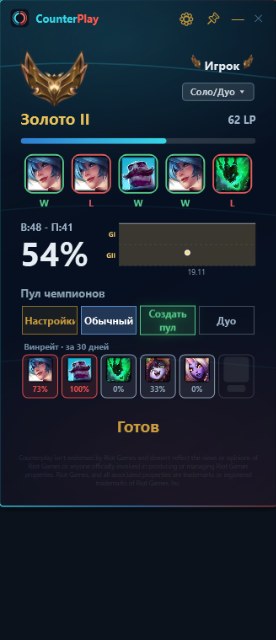 CounterPlay
Игрок
Соло/Дуо
Золото II
62 LP
W L W W L
В:48 - П:41
54%
GI
GII
19.11
Пул чемпионов
Настройки Обычный Создать пул Дуо
Винрейт - за 30 дней
73% 100% 0% 33% 0%
Готов